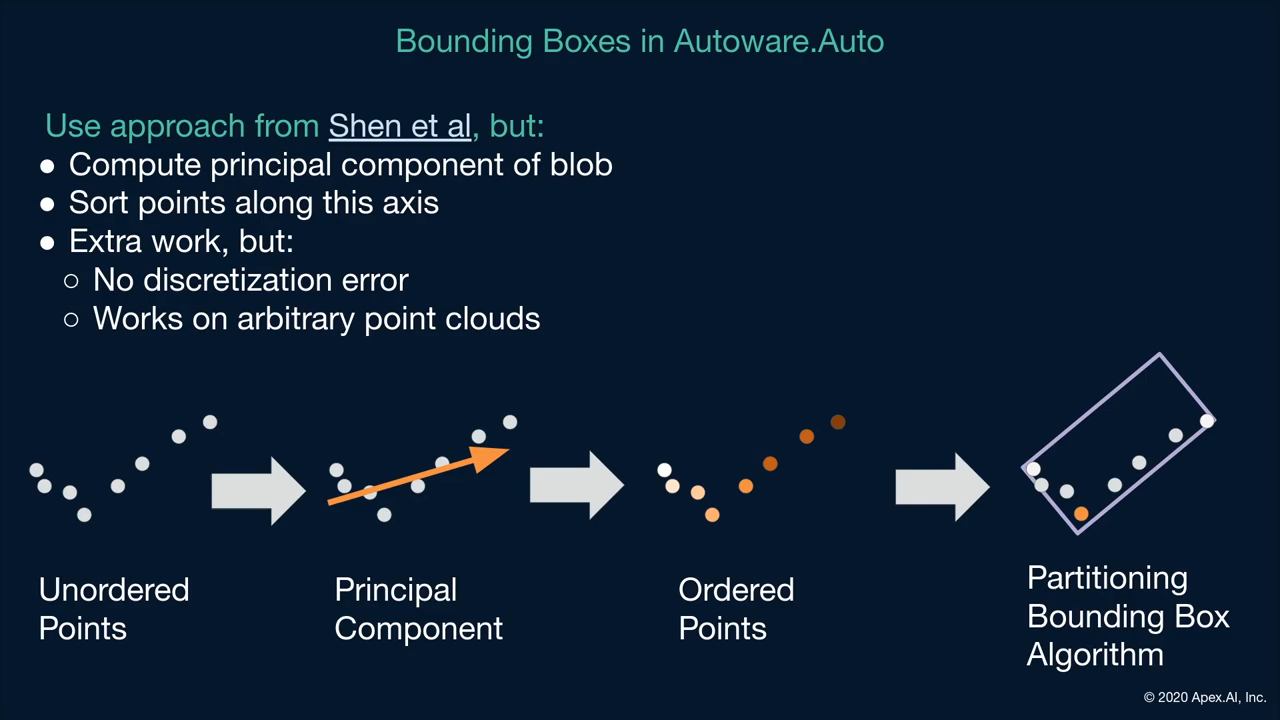 Bounding Boxes in Autoware.Auto
Use approach from Shen et al, but:
● Compute principal component of blob
● Sort points along this axis
● Extra work, but:
○ No discretization error
○ Works on arbitrary point clouds
Unordered
Points
Principal
Component
Ordered
Points
Partitioning
Bounding Box
Algorithm
© 2020 Apex.AI, Inc.